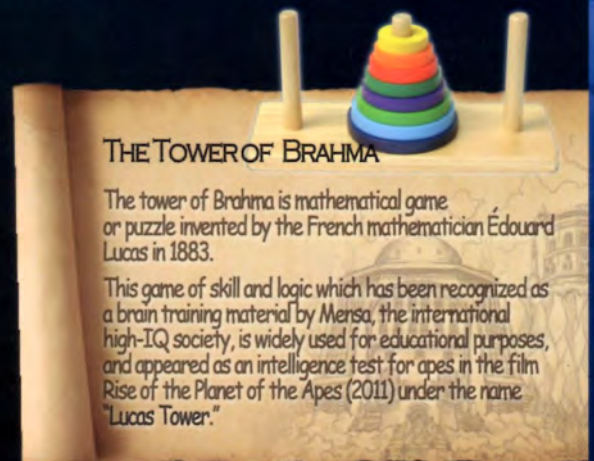 THE TOWER OF BRAHMA
The tower of Brahma is mathematical game
or puzzle invented by the French mathematician Édouard
Lucas in 1883.
This game of skill and logic which has been recognized as
a brain training material by Mensa, the international
high-IQ society, is widely used for educational purposes,
and appeared as an intelligence test for apes in the film
Rise of the Planet of the Apes (2011) under the name
"Lucas Tower."